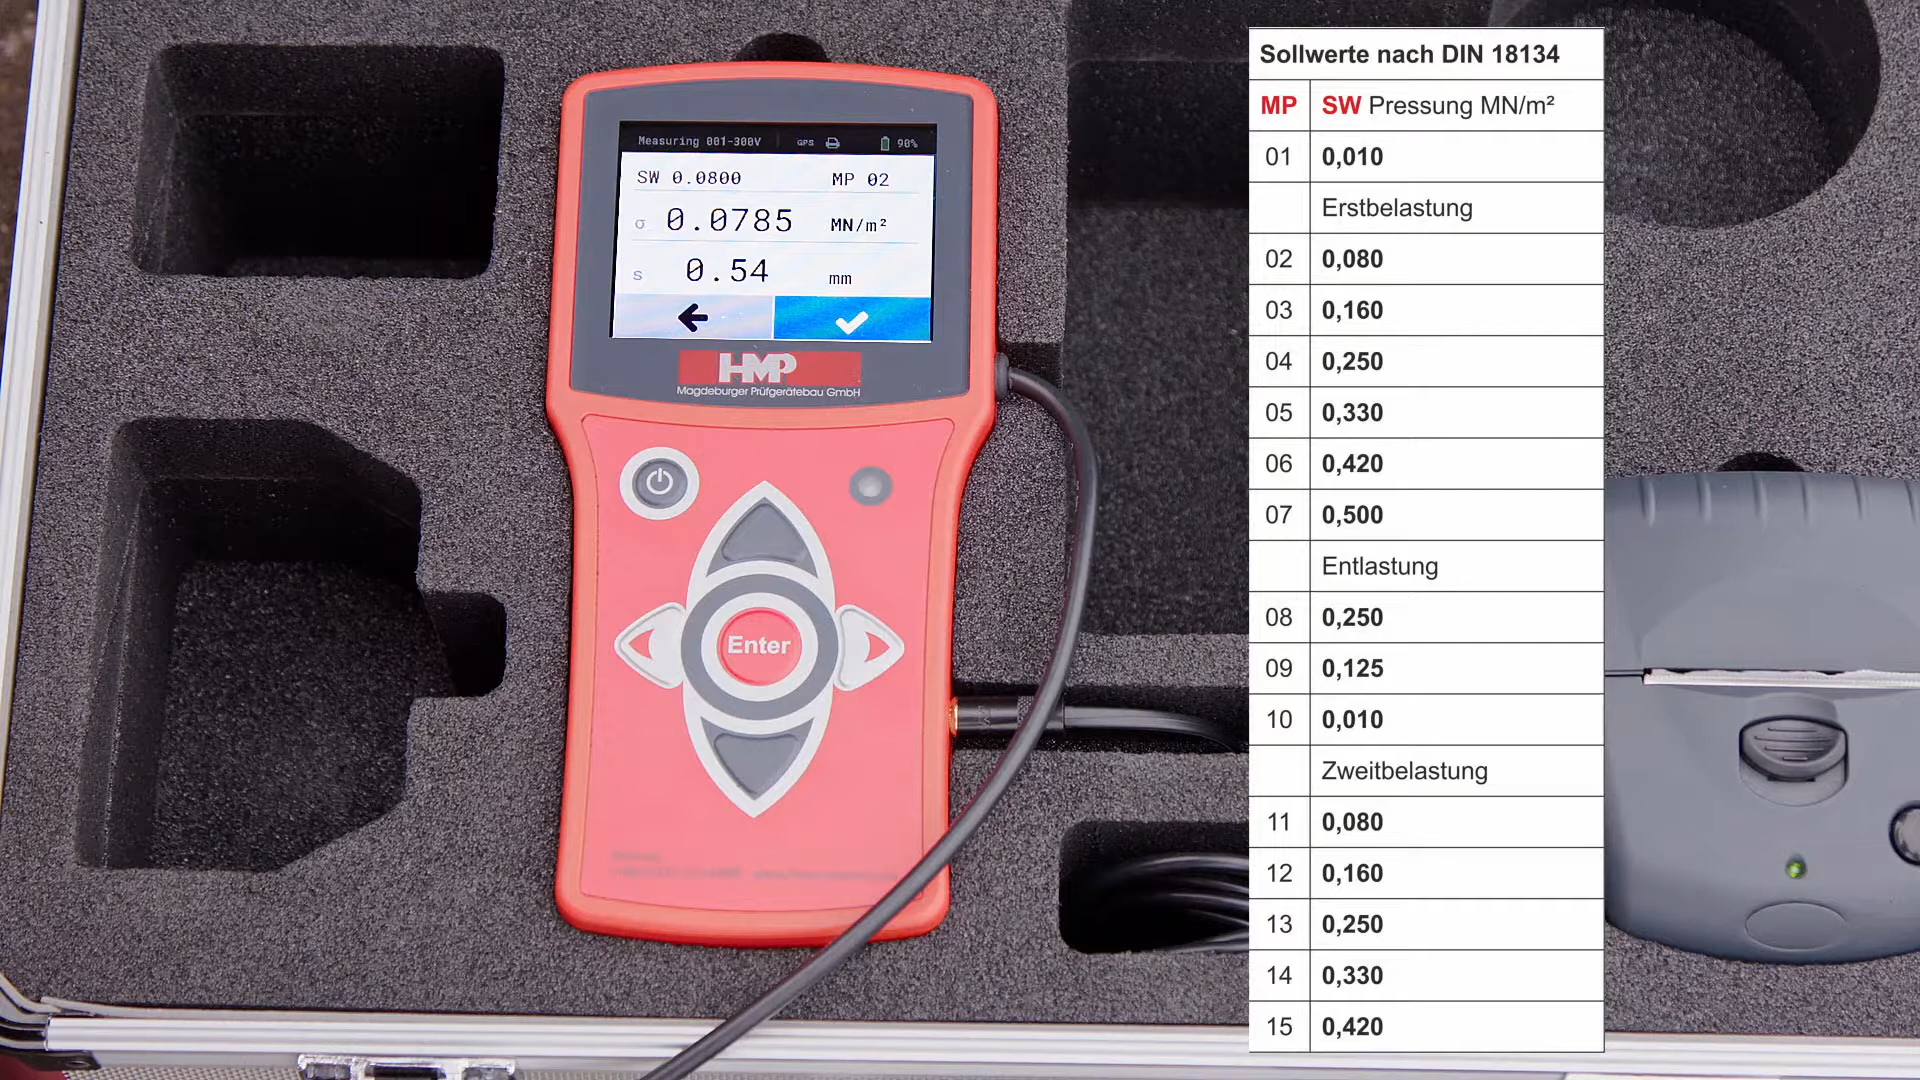 Measuring 001-300V GPS 90%
SW 0.0800 MP 02
σ 0.0785 MN/m²
s 0.54 mm
HMP
Magdeburger Prüfgerätebau GmbH
Enter
Sollwerte nach DIN 18134
MP SW Pressung MN/m²
01 0,010
Erstbelastung
02 0,080
03 0,160
04 0,250
05 0,330
06 0,420
07 0,500
Entlastung
08 0,250
09 0,125
10 0,010
Zweitbelastung
11 0,080
12 0,160
13 0,250
14 0,330
15 0,420